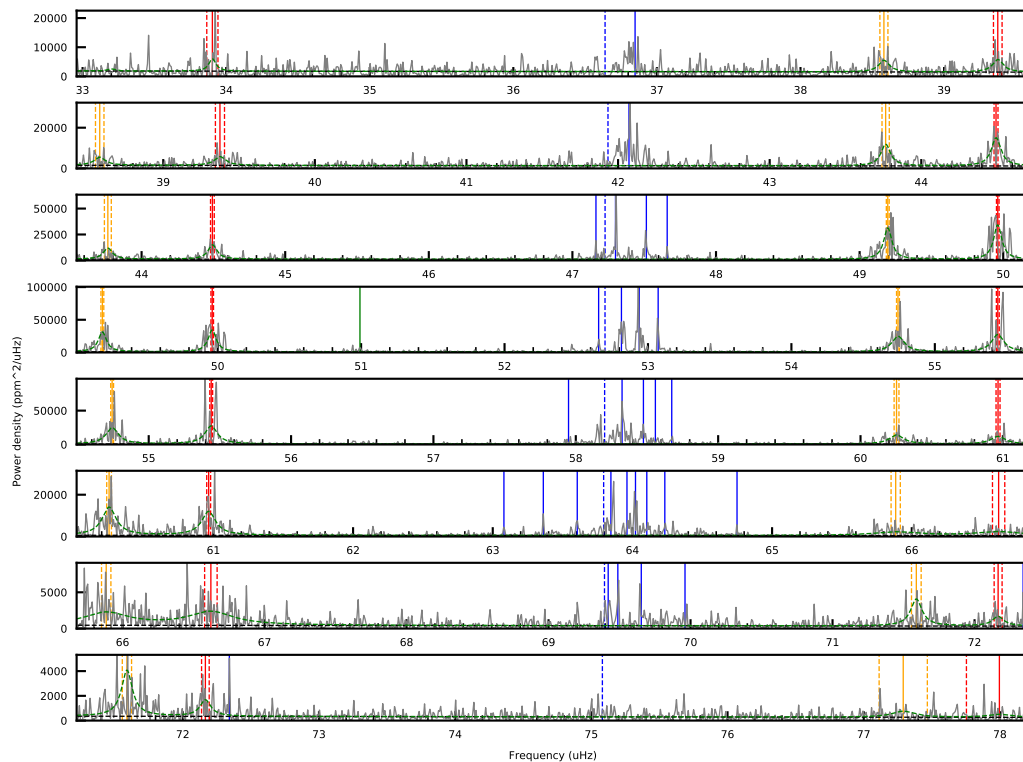 20000
10000
0
33 34 35 36 37 38 39
20000
0
39 40 41 42 43 44
50000
25000
0
44 45 46 47 48 49 50
100000
50000
0
50 51 52 53 54 55
50000
0
55 56 57 58 59 60 61
20000
0
61 62 63 64 65 66
5000
0
66 67 68 69 70 71 72
4000
2000
0
72 73 74 75 76 77 78
Power density (ppm^2/uHz)
Frequency (uHz)